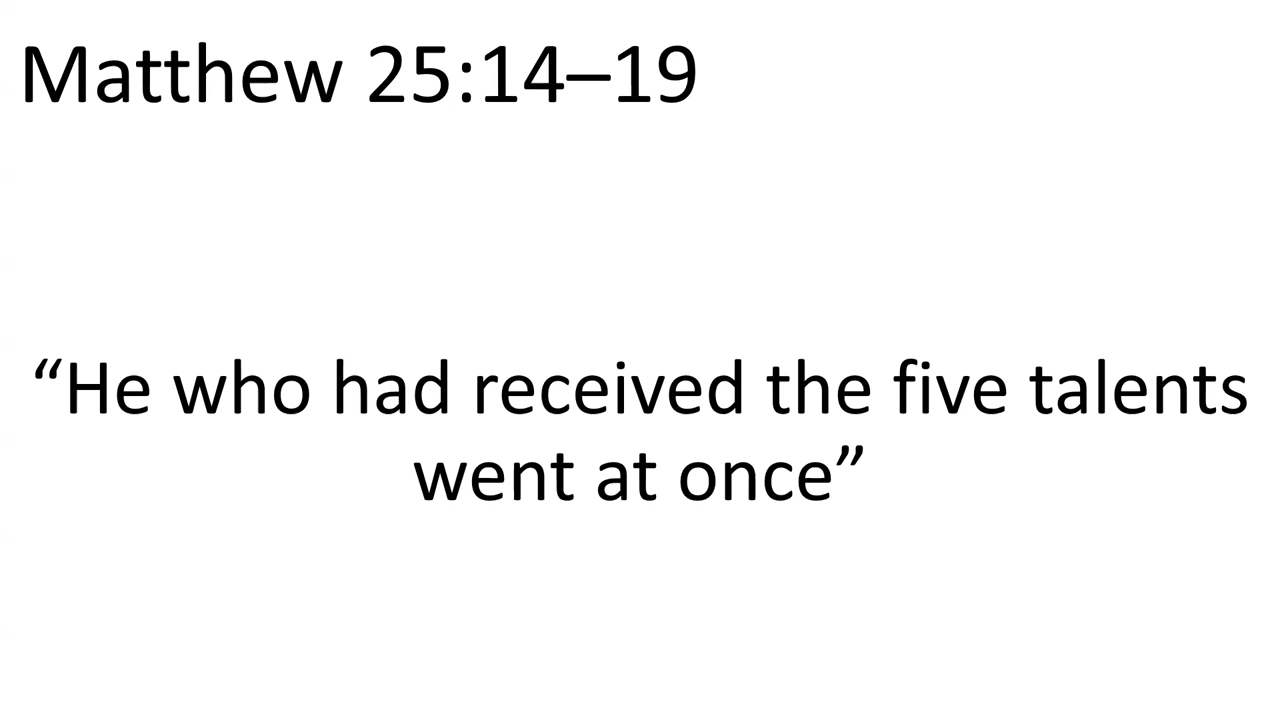 Matthew 25:14–19
“He who had received the five talents
went at once”